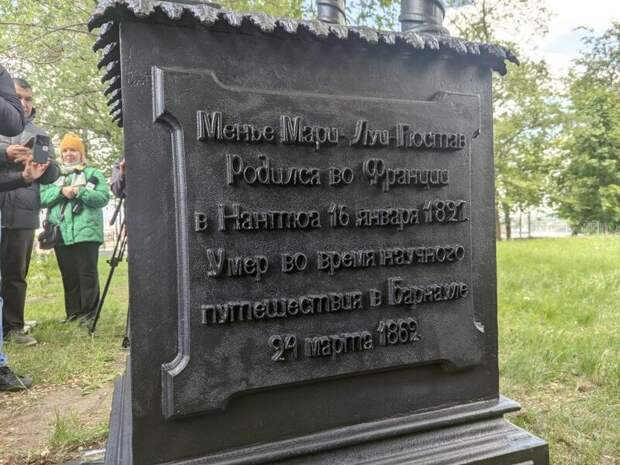 Менье Мари-Луи-Гюстав
Родился во Франции
в Нантюа 16 января 1827.
Умер во время научного
путешествия в Барнауле
24 марта 1862